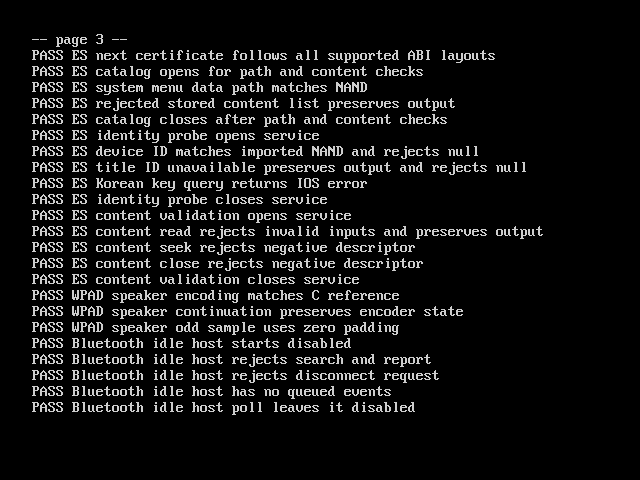 -- page 3 --
PASS ES next certificate follows all supported ABI layouts
PASS ES catalog opens for path and content checks
PASS ES system menu data path matches NAND
PASS ES rejected stored content list preserves output
PASS ES catalog closes after path and content checks
PASS ES identity probe opens service
PASS ES device ID matches imported NAND and rejects null
PASS ES title ID unavailable preserves output and rejects null
PASS ES Korean key query returns IOS error
PASS ES identity probe closes service
PASS ES content validation opens service
PASS ES content read rejects invalid inputs and preserves output
PASS ES content seek rejects negative descriptor
PASS ES content close rejects negative descriptor
PASS ES content validation closes service
PASS WPAD speaker encoding matches C reference
PASS WPAD speaker continuation preserves encoder state
PASS WPAD speaker odd sample uses zero padding
PASS Bluetooth idle host starts disabled
PASS Bluetooth idle host rejects search and report
PASS Bluetooth idle host rejects disconnect request
PASS Bluetooth idle host has no queued events
PASS Bluetooth idle host poll leaves it disabled